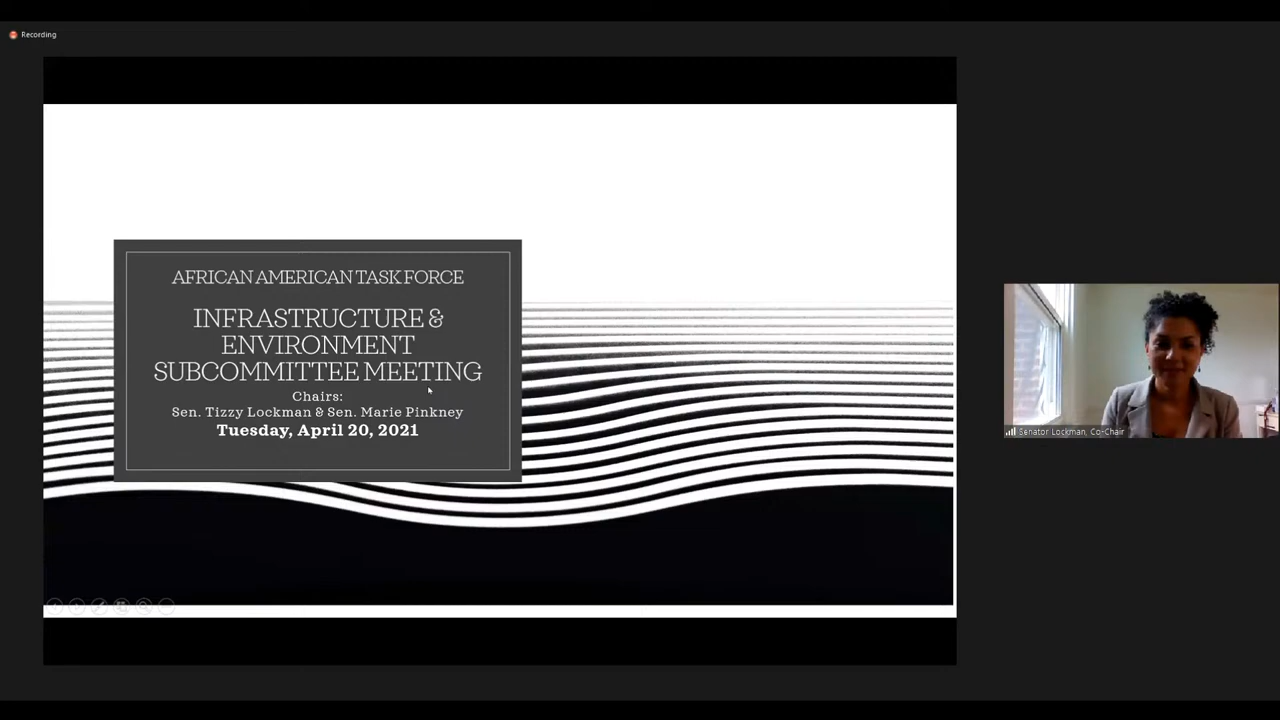 Recording
AFRICAN AMERICAN TASK FORCE
INFRASTRUCTURE &
ENVIRONMENT
SUBCOMMITTEE MEETING
Chairs:
Sen. Tizzy Lockman & Sen. Marie Pinkney
Tuesday, April 20, 2021
Senator Lockman, Co-Chair